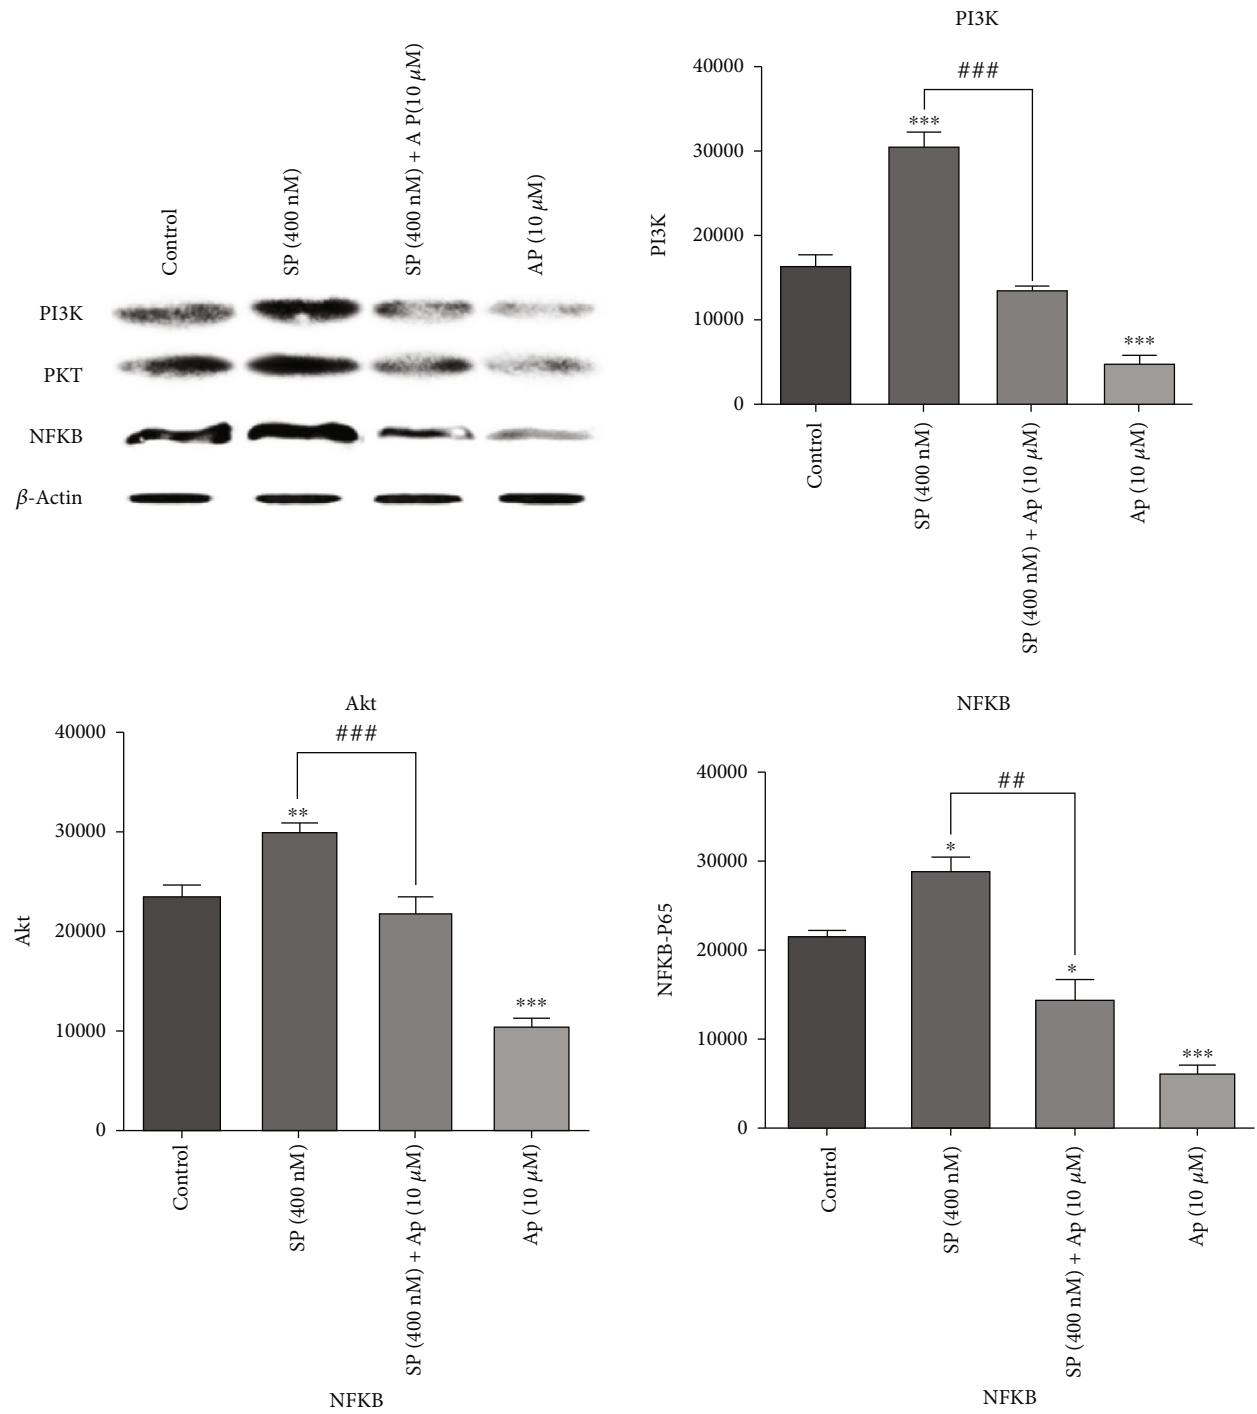 Control
SP (400 nM)
SP (400 nM) + A P(10 μM)
AP (10 μM)
PI3K
PKT
NFKB
β-Actin
PI3K
PI3K
40000
30000
20000
10000
0
***
###
***
Control
SP (400 nM)
SP (400 nM) + Ap (10 μM)
Ap (10 μM)
Akt
Akt
40000
30000
20000
10000
0
###
**
***
Control
SP (400 nM)
SP (400 nM) + Ap (10 μM)
Ap (10 μM)
NFKB
NFKB
NFKB-P65
40000
30000
20000
10000
0
##
*
*
***
Control
SP (400 nM)
SP (400 nM) + Ap (10 μM)
Ap (10 μM)
NFKB